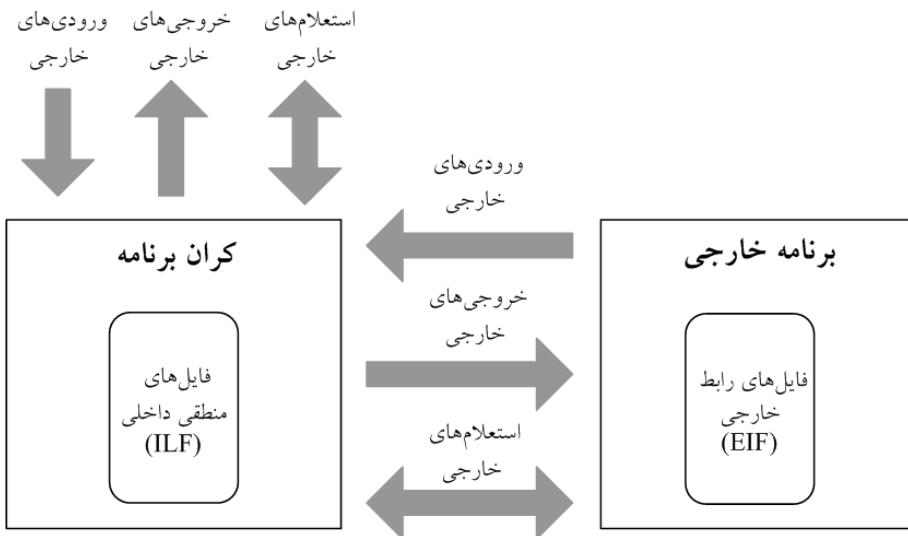 استعلام‌های
خارجی
خروجی‌های
خارجی
ورودی‌های
خارجی
ورودی‌های
خارجی
برنامه خارجی
کران برنامه
خروجی‌های
خارجی
فایل‌های رابط
خارجی
(EIF)
فایل‌های
منطقی داخلی
(ILF)
استعلام‌های
خارجی